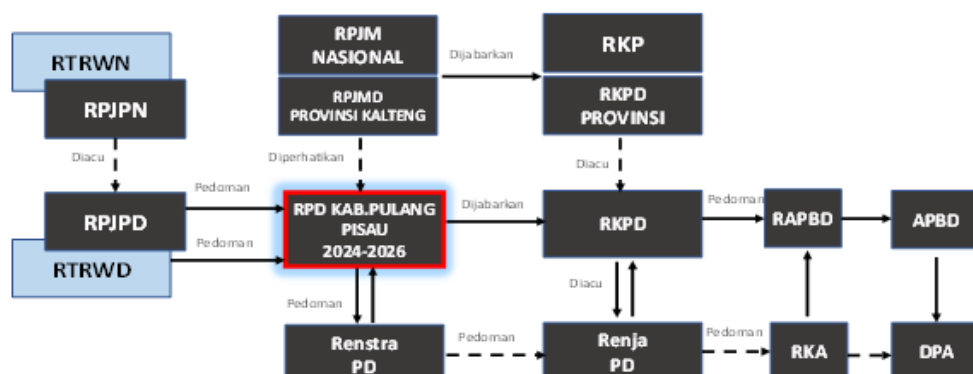 RTRWN
RPJPN
Diacu
RPJPD
RTRWD
Pedoman
Pedoman
RPJM
NASIONAL
RPJMD
PROVINSI KALTENG
Dijabarkan
RKP
RKPD
PROVINSI
Diperhatikan
Diacu
RPD KAB.PULANG
PISAU
2024-2026
Dijabarkan
RKPD
Pedoman
RAPBD
APBD
Pedoman
Diacu
Renstra
PD
Pedoman
Renja
PD
Pedoman
RKA
DPA